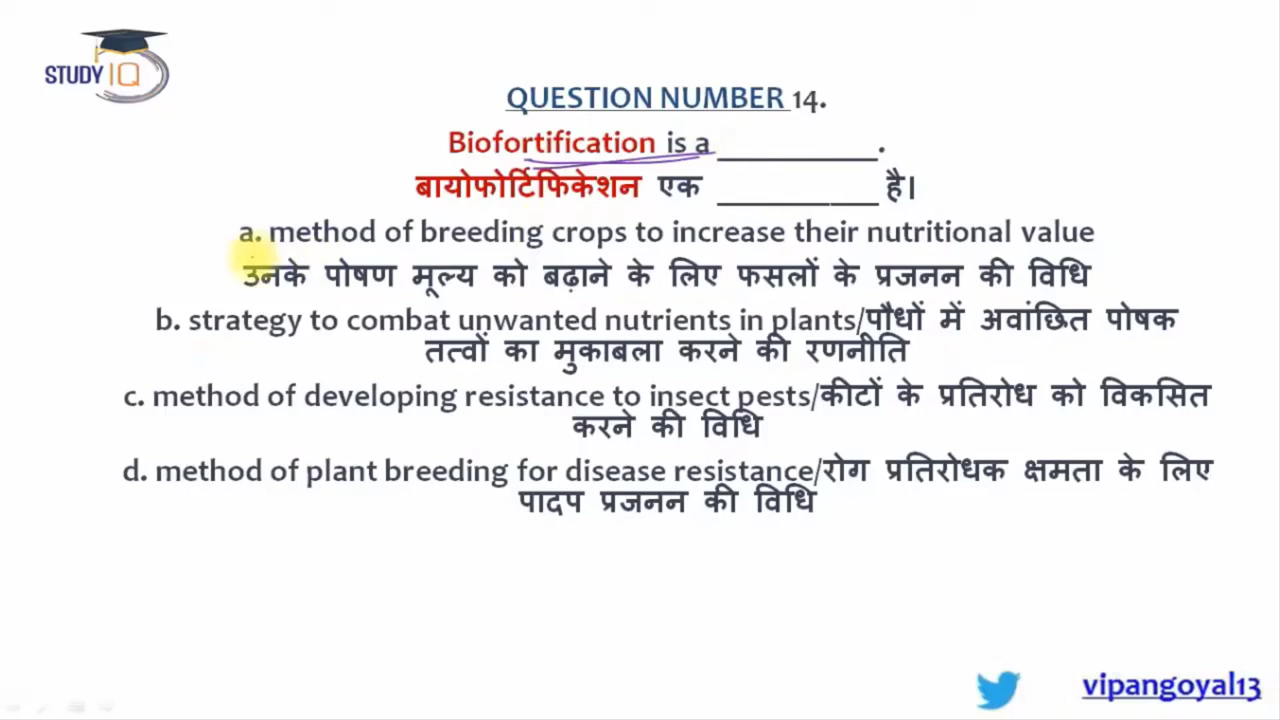 STUDY IQ
QUESTION NUMBER 14.
Biofortification is a __________.
बायोफोर्टिफिकेशन एक __________ है।
a. method of breeding crops to increase their nutritional value
उनके पोषण मूल्य को बढ़ाने के लिए फसलों के प्रजनन की विधि
b. strategy to combat unwanted nutrients in plants/पौधों में अवांछित पोषक
तत्वों का मुकाबला करने की रणनीति
c. method of developing resistance to insect pests/कीटों के प्रतिरोध को विकसित
करने की विधि
d. method of plant breeding for disease resistance/रोग प्रतिरोधक क्षमता के लिए
पादप प्रजनन की विधि
vipangoyal13